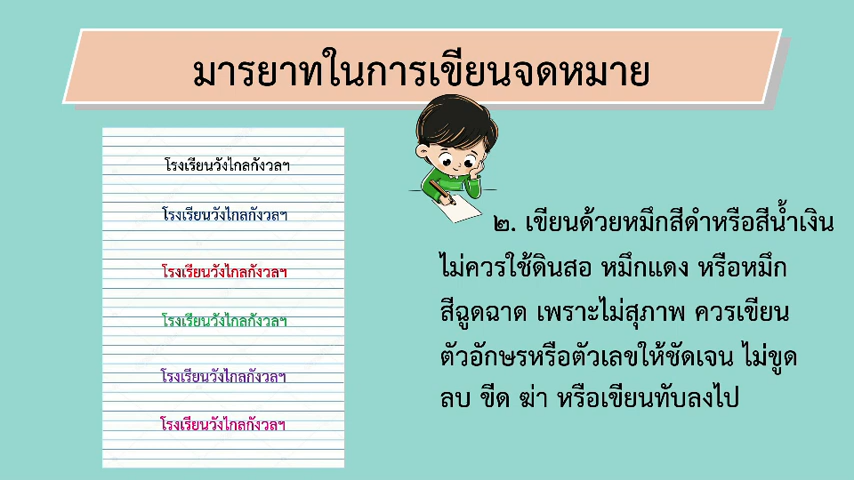 มารยาทในการเขียนจดหมาย
โรงเรียนวังไกลกังวลฯ
โรงเรียนวังไกลกังวลฯ
โรงเรียนวังไกลกังวลฯ
โรงเรียนวังไกลกังวลฯ
โรงเรียนวังไกลกังวลฯ
โรงเรียนวังไกลกังวลฯ
๒. เขียนด้วยหมึกสีดำหรือสีน้ำเงิน
ไม่ควรใช้ดินสอ หมึกแดง หรือหมึก
สีฉูดฉาด เพราะไม่สุภาพ ควรเขียน
ตัวอักษรหรือตัวเลขให้ชัดเจน ไม่ขูด
ลบ ขีด ฆ่า หรือเขียนทับลงไป